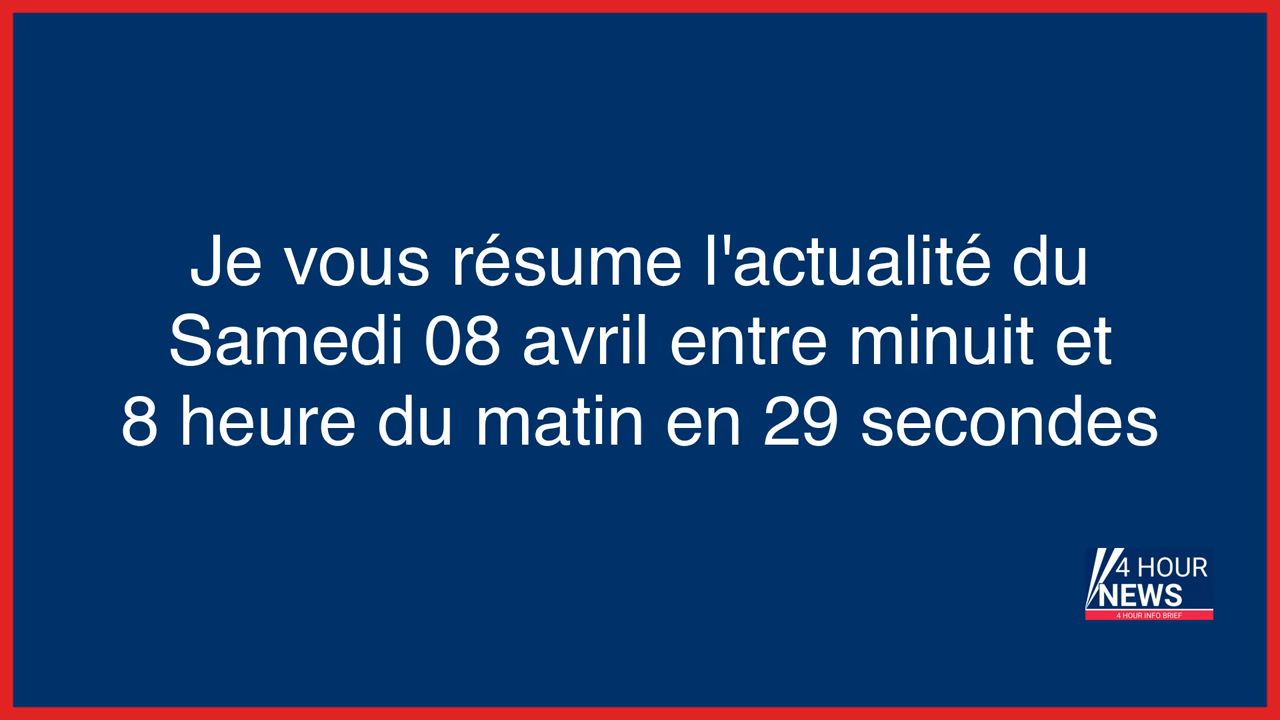 Je vous résume l'actualité du
Samedi 08 avril entre minuit et
8 heure du matin en 29 secondes
4 HOUR
NEWS
4 HOUR INFO BRIEF